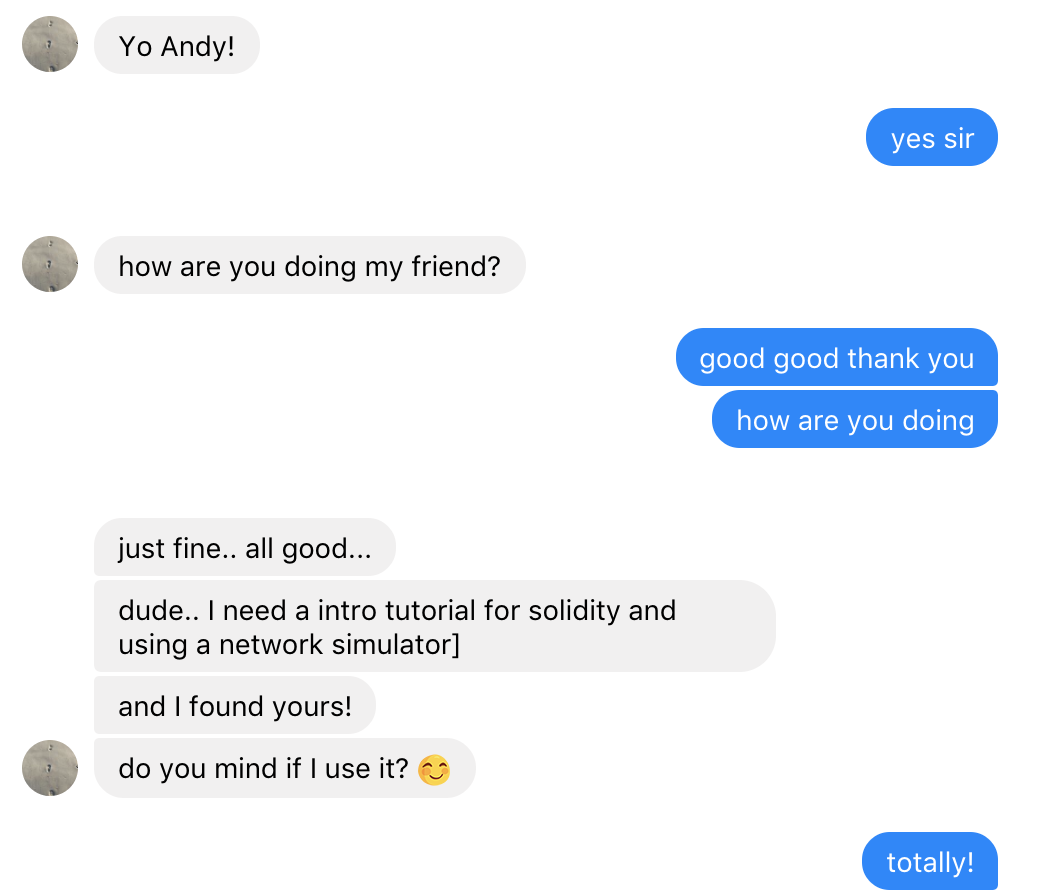 Yo Andy!
yes sir
how are you doing my friend?
good good thank you
how are you doing
just fine.. all good...
dude.. I need a intro tutorial for solidity and
using a network simulator]
and I found yours!
do you mind if I use it? 😊
totally!